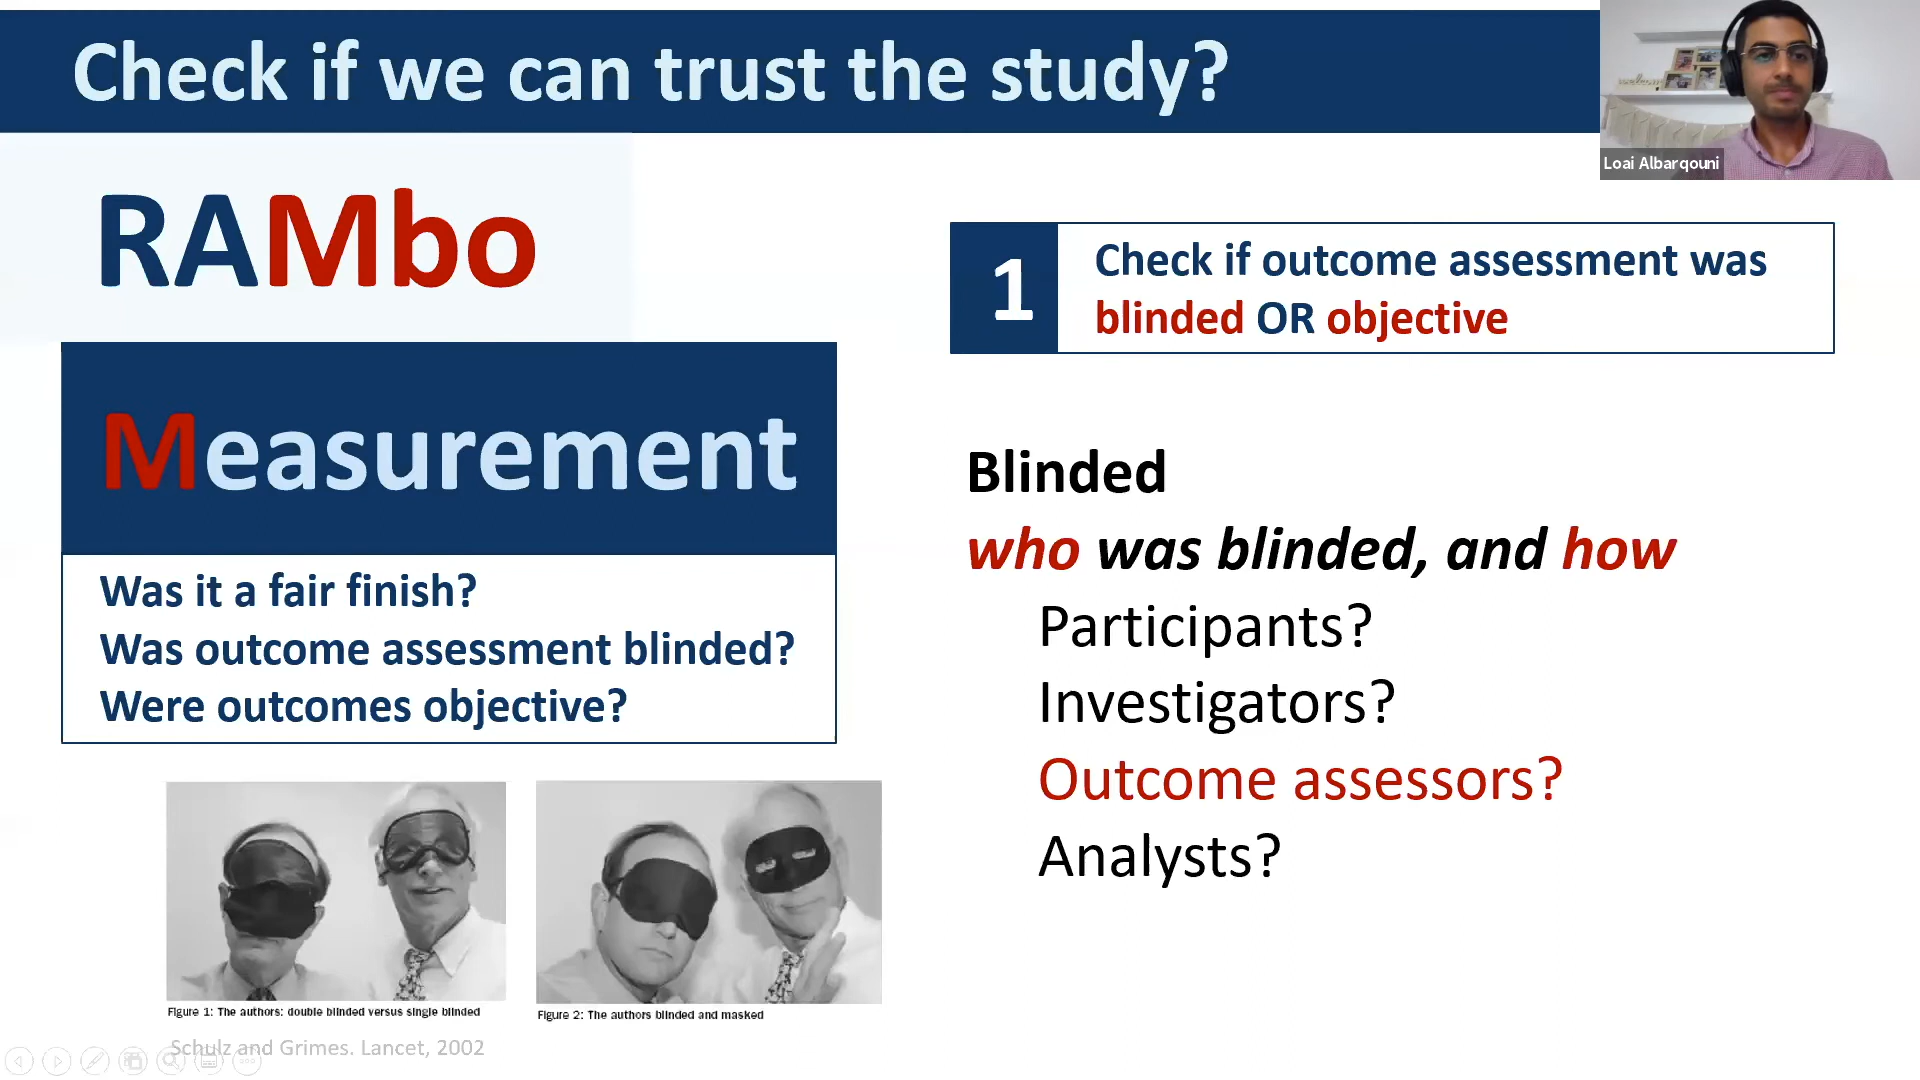 Check if we can trust the study?
Loai Albarqouni
RAMbo
Measurement
Was it a fair finish?
Was outcome assessment blinded?
Were outcomes objective?
1
Check if outcome assessment was
blinded OR objective
Blinded
who was blinded, and how
Participants?
Investigators?
Outcome assessors?
Analysts?
Figure 1: The authors: double blinded versus single blinded
Figure 2: The authors blinded and masked
Schulz and Grimes. Lancet, 2002